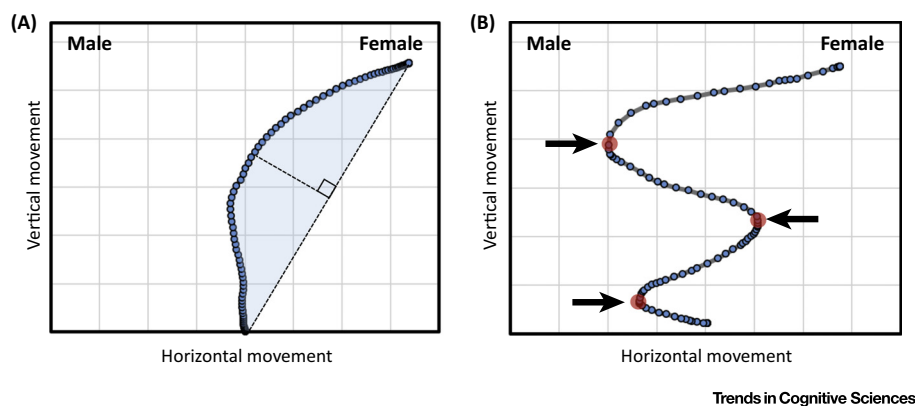 (A)
Male Female
Vertical movement
Horizontal movement
(B)
Male Female
Vertical movement
Horizontal movement
Trends in Cognitive Sciences